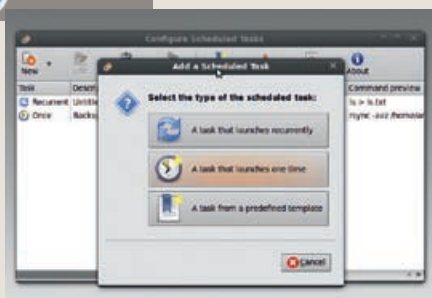 Configure Scheduled Tasks
New
About
Task
Command preview
Recurrent
ls > ls.txt
Once
Add a Scheduled Task
Select the type of the scheduled task:
A task that launches recurrently
A task that launches one time
A task from a predefined template
Cancel